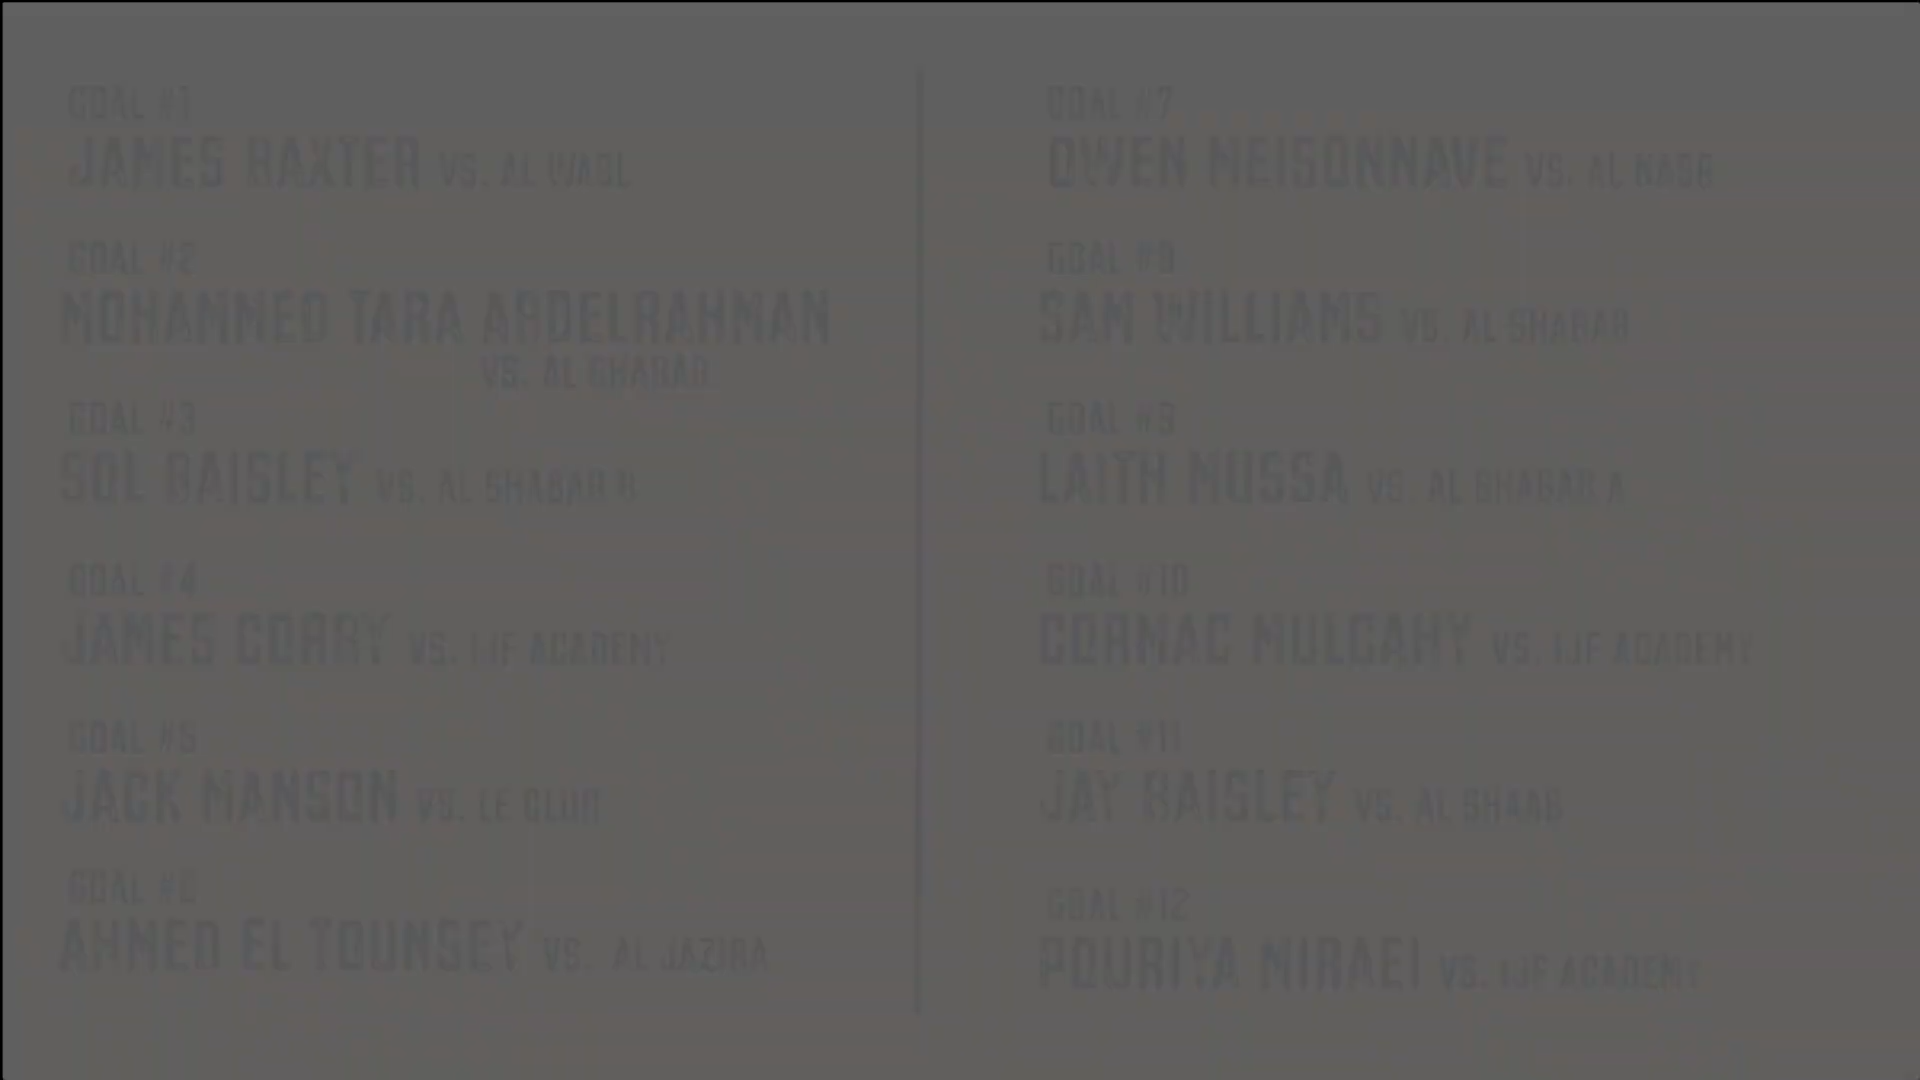 GOAL #1
JAMES BAXTER VS. AL WASL
GOAL #2
MOHAMMED TARA ABDELRAHMAN
VS. AL SHABAB
GOAL #3
SOL BAISLEY VS. AL SHABAB B
GOAL #4
JAMES CORRY VS. IJF ACADEMY
GOAL #5
JACK MANSON VS. LE CLUB
GOAL #6
AHMED EL TOUNSEY VS. AL JAZIRA
GOAL #7
OWEN MEISONNAVE VS. AL
GOAL #8
SAM WILLIAMS VS. AL SHABAB
GOAL #9
LAITH MUSSA VS. AL SHABAB A
GOAL #10
CORMAC MULCAHY VS. IJF ACADEMY
GOAL #11
JAY BAISLEY VS. AL SHAAB
GOAL #12
POURIYA MIRAEI VS. IJF ACADEMY